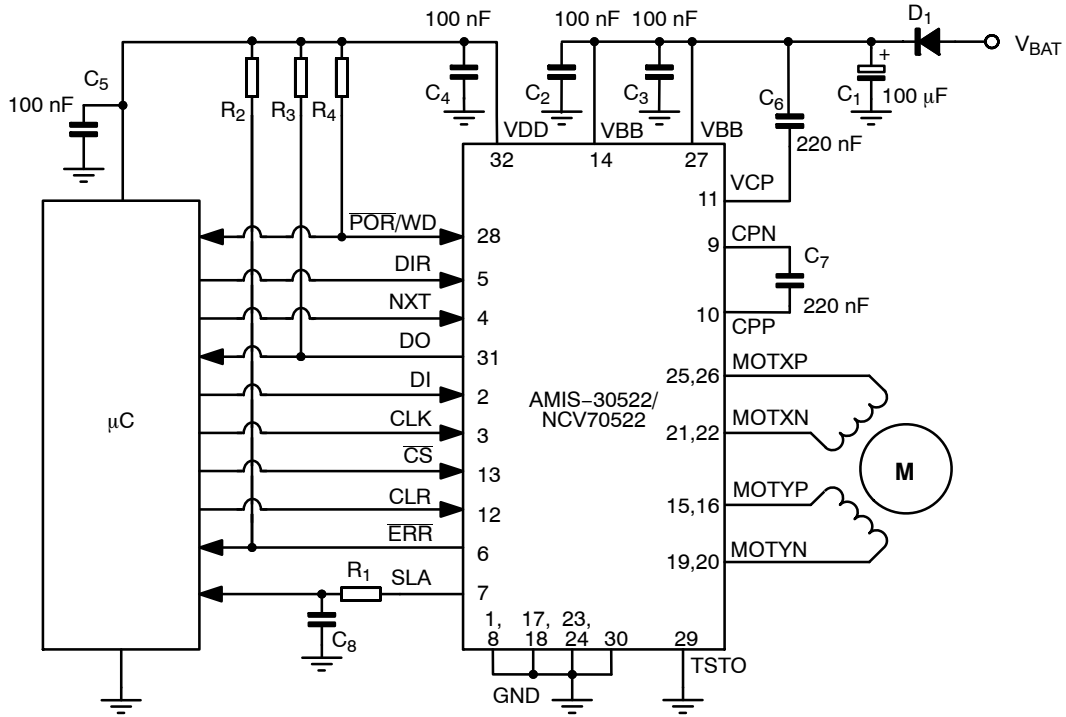 100 nF
100 nF 100 nF
D1
VBAT
C5
100 nF
R2 R3 R4
C4
C2
C3
C6
C1
+
100 μF
220 nF
VDD
VBB
VBB
32
14
27
11
VCP
POR/WD
28
9
CPN
C7
DIR
5
220 nF
NXT
4
10
CPP
DO
31
MOTXP
25,26
DI
2
AMIS–30522/
NCV70522
μC
CLK
3
21,22
MOTXN
CS
13
M
CLR
12
15,16
MOTYP
ERR
6
19,20
MOTYN
R1
SLA
7
C8
1, 17, 23,
8 18 24 30
29
TSTO
GND